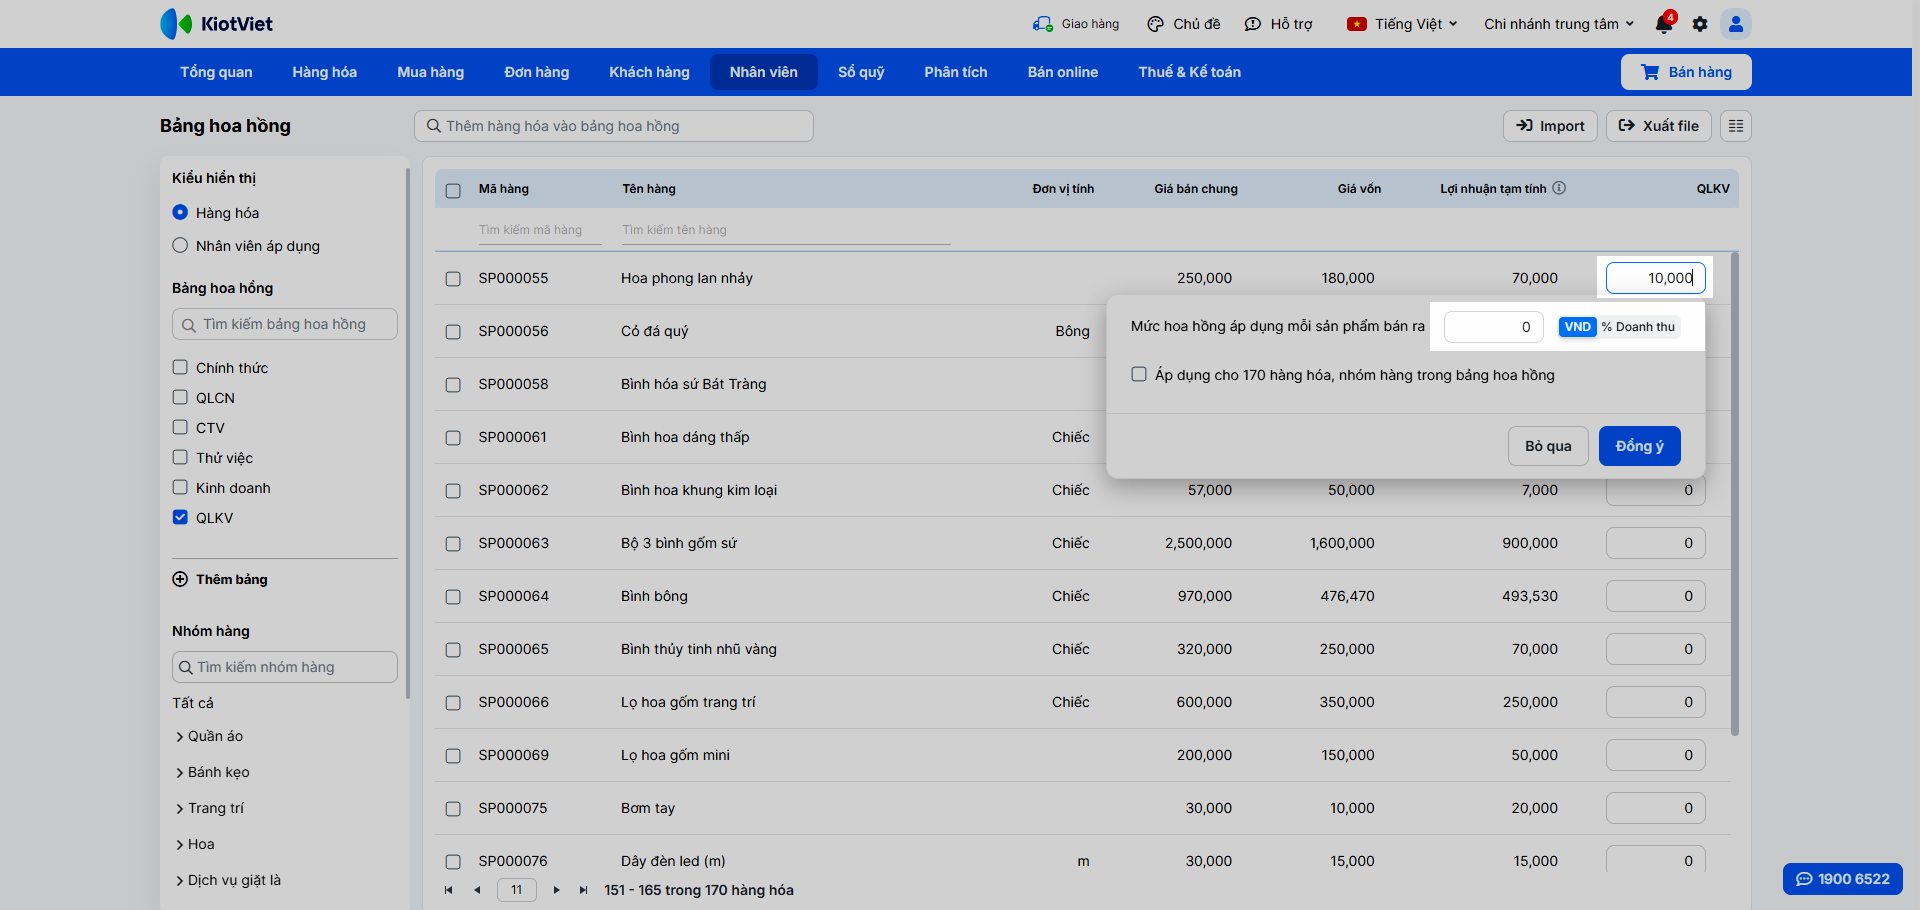 KiotViet
Giao hàng
Chủ đề
Hỗ trợ
Tiếng Việt
Chi nhánh trung tâm
4
Tổng quan
Hàng hóa
Mua hàng
Đơn hàng
Khách hàng
Nhân viên
Sổ quỹ
Phân tích
Bán online
Thuế & Kế toán
Bán hàng
Bảng hoa hồng
Thêm hàng hóa vào bảng hoa hồng
Import
Xuất file
Kiểu hiển thị
Hàng hóa
Nhân viên áp dụng
Bảng hoa hồng
Tìm kiếm bảng hoa hồng
Chính thức
QLCN
CTV
Thử việc
Kinh doanh
QLKV
Thêm bảng
Nhóm hàng
Tìm kiếm nhóm hàng
Tất cả
Quần áo
Bánh kẹo
Trang trí
Hoa
Dịch vụ giặt là
Mã hàng Tên hàng Đơn vị tính Giá bán chung Giá vốn Lợi nhuận tạm tính QLKV
Tìm kiếm mã hàng Tìm kiếm tên hàng
SP000055 Hoa phong lan nhảy 250,000 180,000 70,000 10,000
SP000056 Cỏ đá quý Bông
SP000058 Bình hóa sứ Bát Tràng
SP000061 Bình hoa dáng thấp Chiếc
SP000062 Bình hoa khung kim loại Chiếc 57,000 50,000 7,000 0
SP000063 Bộ 3 bình gốm sứ Chiếc 2,500,000 1,600,000 900,000 0
SP000064 Bình bông Chiếc 970,000 476,470 493,530 0
SP000065 Bình thủy tinh nhũ vàng Chiếc 320,000 250,000 70,000 0
SP000066 Lọ hoa gốm trang trí Chiếc 600,000 350,000 250,000 0
SP000069 Lọ hoa gốm mini 200,000 150,000 50,000 0
SP000075 Bơm tay 30,000 10,000 20,000 0
SP000076 Dây đèn led (m) m 30,000 15,000 15,000 0
Mức hoa hồng áp dụng mỗi sản phẩm bán ra 0 VND % Doanh thu
Áp dụng cho 170 hàng hóa, nhóm hàng trong bảng hoa hồng
Bỏ qua
Đồng ý
11
151 - 165 trong 170 hàng hóa
1900 6522